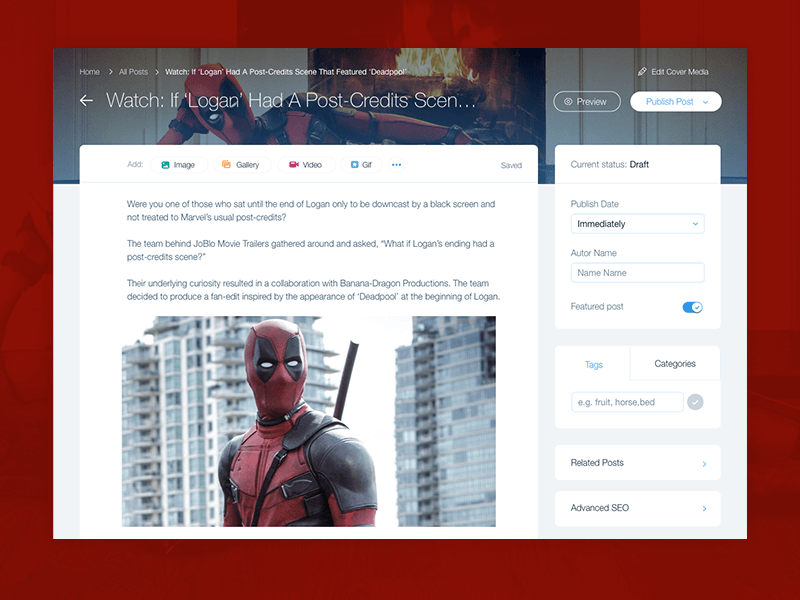 Home > All Posts > Watch: If ‘Logan’ Had A Post-Credits Scene That Featured ‘Deadpool’
Edit Cover Media
← Watch: If ‘Logan’ Had A Post-Credits Scen...
Preview
Publish Post
Add: Image Gallery Video Gif ...
Saved
Were you one of those who sat until the end of Logan only to be downcast by a black screen and
not treated to Marvel’s usual post-credits?
The team behind JoBlo Movie Trailers gathered around and asked, “What if Logan’s ending had a
post-credits scene?”
Their underlying curiosity resulted in a collaboration with Banana-Dragon Productions. The team
decided to produce a fan-edit inspired by the appearance of ‘Deadpool’ at the beginning of Logan.
Current status: Draft
Publish Date
Immediately
Autor Name
Name Name
Featured post
Tags Categories
e.g. fruit, horse,bed
Related Posts
Advanced SEO